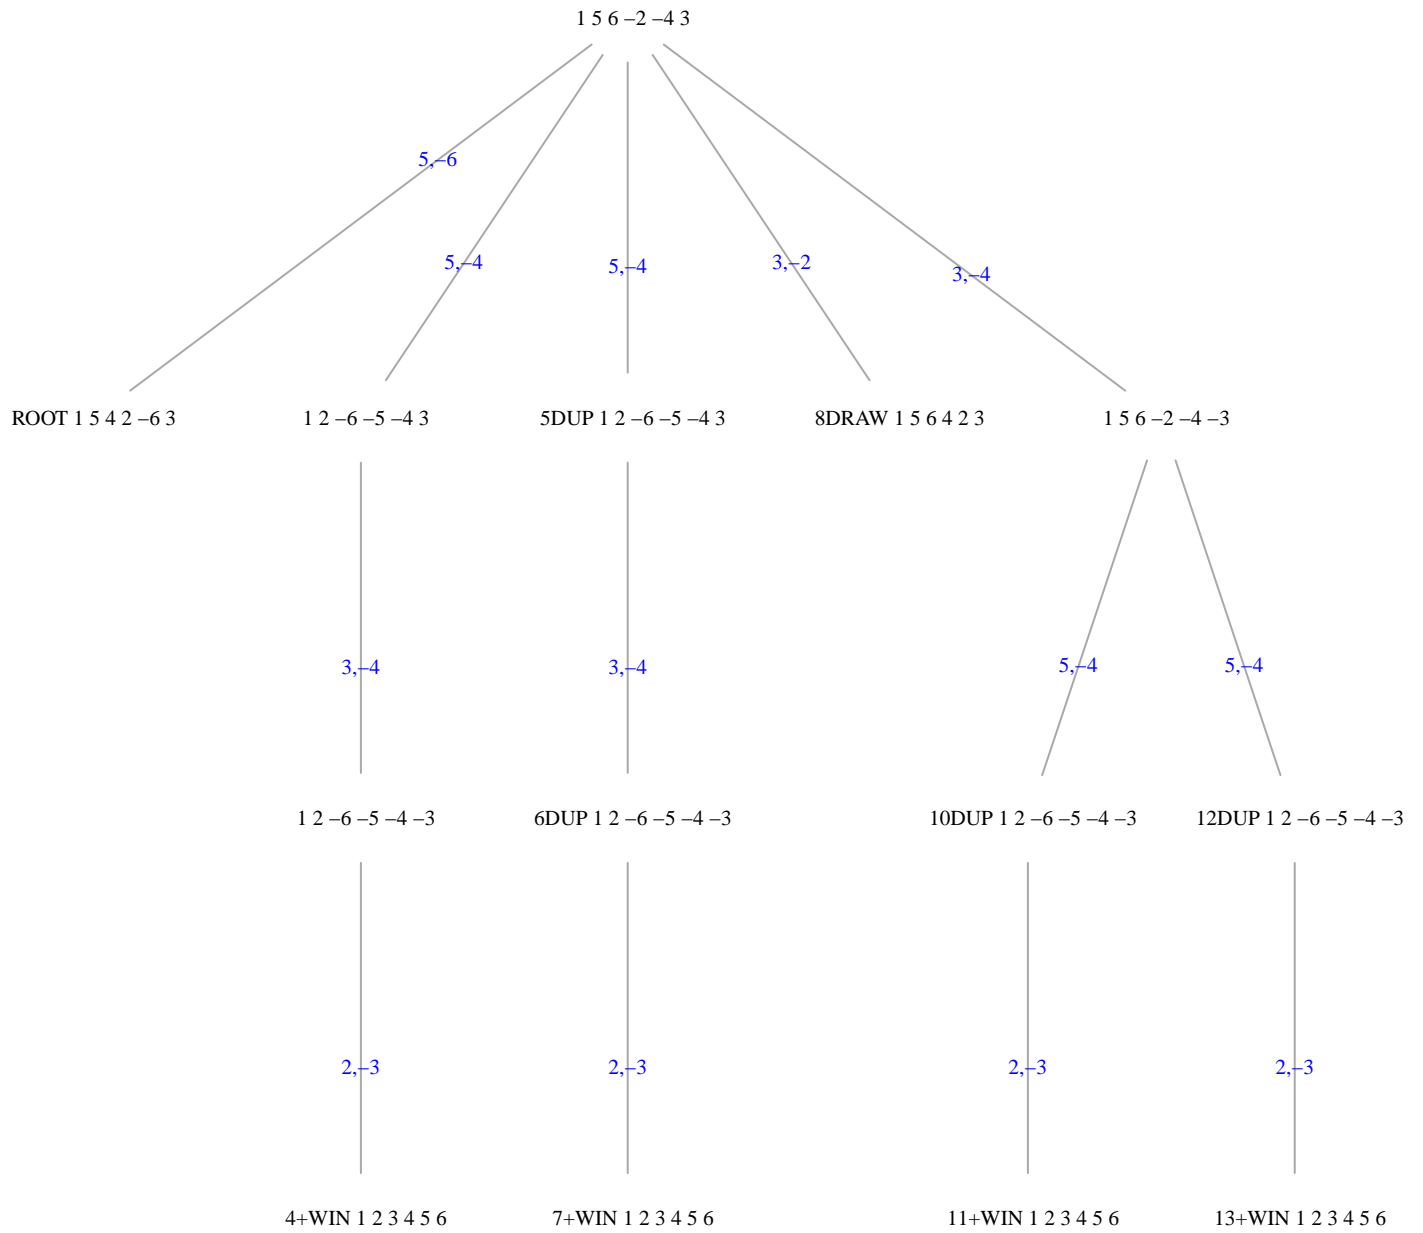 1 5 6 −2 −4 3
5,−6
5,−4
5,−4
3,−2
3,−4
ROOT 1 5 4 2 −6 3
1 2 −6 −5 −4 3
5DUP 1 2 −6 −5 −4 3
8DRAW 1 5 6 4 2 3
1 5 6 −2 −4 −3
3,−4
3,−4
5,−4
5,−4
1 2 −6 −5 −4 −3
6DUP 1 2 −6 −5 −4 −3
10DUP 1 2 −6 −5 −4 −3
12DUP 1 2 −6 −5 −4 −3
2,−3
2,−3
2,−3
2,−3
4+WIN 1 2 3 4 5 6
7+WIN 1 2 3 4 5 6
11+WIN 1 2 3 4 5 6
13+WIN 1 2 3 4 5 6